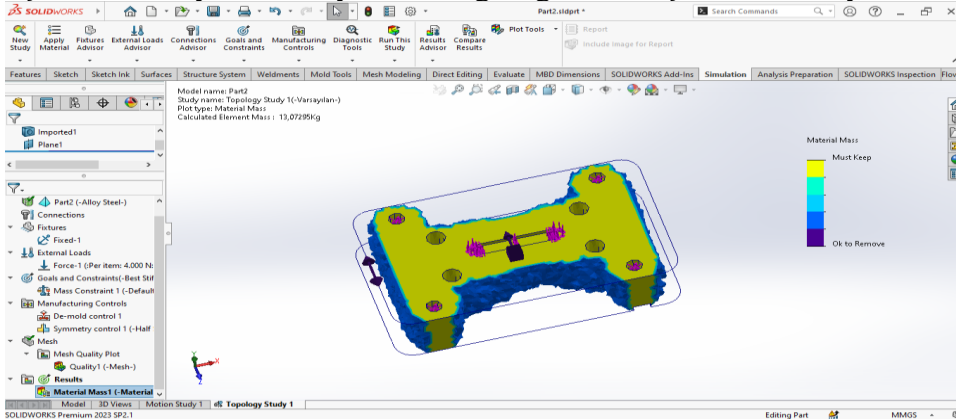 SOLIDWORKS
Part2.sldprt *
Search Commands
New Study
Apply Material
Fixtures Advisor
External Loads Advisor
Connections Advisor
Goals and Constraints
Manufacturing Controls
Diagnostic Tools
Run This Study
Results Advisor
Compare Results
Plot Tools
Report
Include Image for Report
Features Sketch Sketch Ink Surfaces Structure System Weldments Mold Tools Mesh Modeling Direct Editing Evaluate MBD Dimensions SOLIDWORKS Add-Ins Simulation Analysis Preparation SOLIDWORKS Inspection Flow
Model name: Part2
Study name: Topology Study 1(-Varsayılan-)
Plot type: Material Mass
Calculated Element Mass : 13,07295Kg
Imported1
Plane1
Part2 (-Alloy Steel-)
Connections
Fixtures
Fixed-1
External Loads
Force-1 (:Per item: 4.000 N:
Goals and Constraints(-Best Stif
Mass Constraint 1 (-Default
Manufacturing Controls
De-mold control 1
Symmetry control 1 (-Half
Mesh
Mesh Quality Plot
Quality1 (-Mesh-)
Results
Material Mass1 (-Material
Material Mass
Must Keep
Ok to Remove
Y
X
Z
Model 3D Views Motion Study 1 Topology Study 1
SOLIDWORKS Premium 2023 SP2.1
Editing Part
MMGS